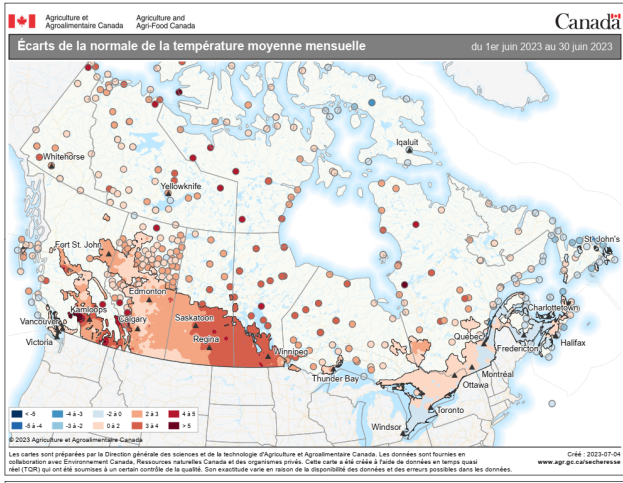 Agriculture et Agriculture and
Agroalimentaire Canada Agri-Food Canada
Canada
Écarts de la normale de la température moyenne mensuelle
du 1er juin 2023 au 30 juin 2023
Iqaluit
Whitehorse
Yellowknife
St. John's
Fort St. John
Edmonton
Charlottetown
Kamloops
Saskatoon
Vancouver
Calgary
Québec
Halifax
Regina
Fredericton
Victoria
Winnipeg
Thunder Bay
Montréal
Ottawa
Toronto
Windsor
< -5 -4 à -3 -2 à 0 2 à 3 4 à 5
-5 à -4 -3 à -2 0 à 2 3 à 4 > 5
© 2023 Agriculture et Agroalimentaire Canada
Les cartes sont préparées par la Direction générale des sciences et de la technologie d'Agriculture et Agroalimentaire Canada. Les données sont fournies en
collaboration avec Environnement Canada, Ressources naturelles Canada et des organismes privés. Cette carte a été créée à l'aide de données en temps quasi
réel (TQR) qui ont été soumises à un certain contrôle de la qualité. Son exactitude varie en raison de la disponibilité des données et des erreurs possibles dans les données.
Créé : 2023-07-04
www.agr.gc.ca/secheresse